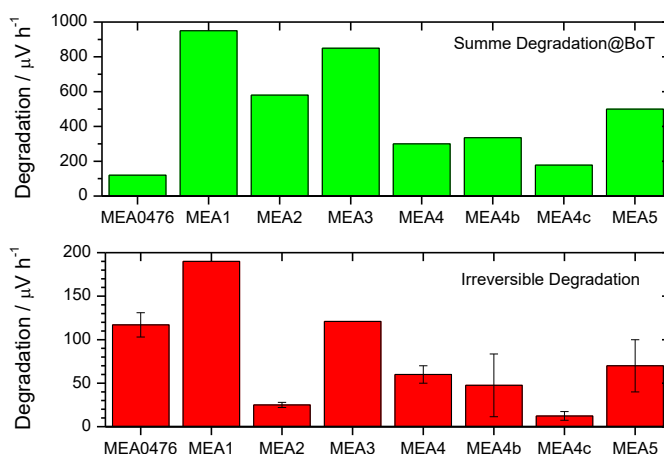 1000
800
600
400
200
0
Degradation / µV h-1
Summe Degradation@BoT
MEA0476 MEA1 MEA2 MEA3 MEA4 MEA4b MEA4c MEA5
200
150
100
50
0
Degradation / µV h-1
Irreversible Degradation
MEA0476 MEA1 MEA2 MEA3 MEA4 MEA4b MEA4c MEA5